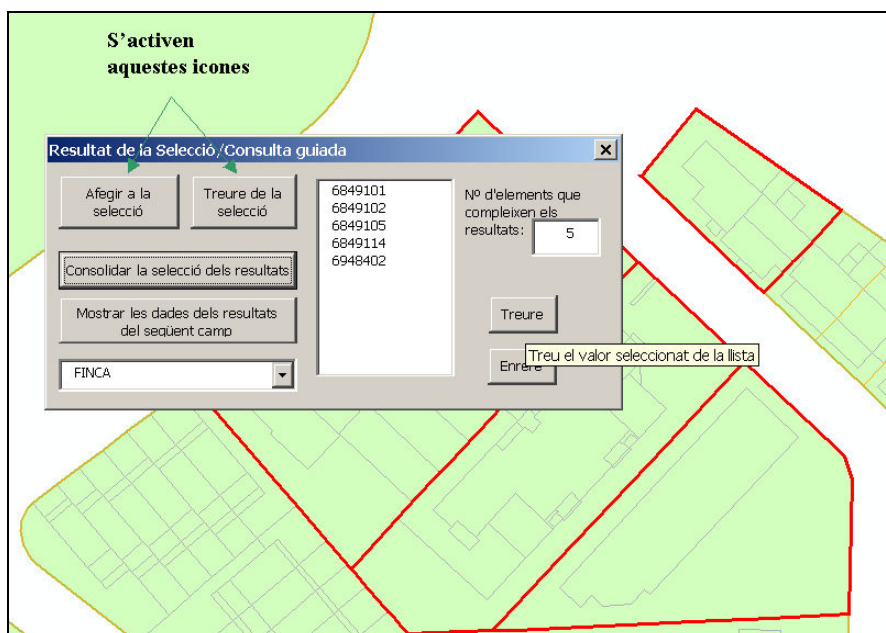 S'activen
aquestes icones
Resultat de la Selecció/Consulta guiada
Afegir a la
selecció
Treure de la
selecció
Consolidar la selecció dels resultats
Mostrar les dades dels resultats
del següent camp
FINCA
6849101
6849102
6849105
6849114
6948402
Nº d'elements que
compleixen els
resultats:
5
Treure
Treu el valor seleccionat de la llista
Enrere